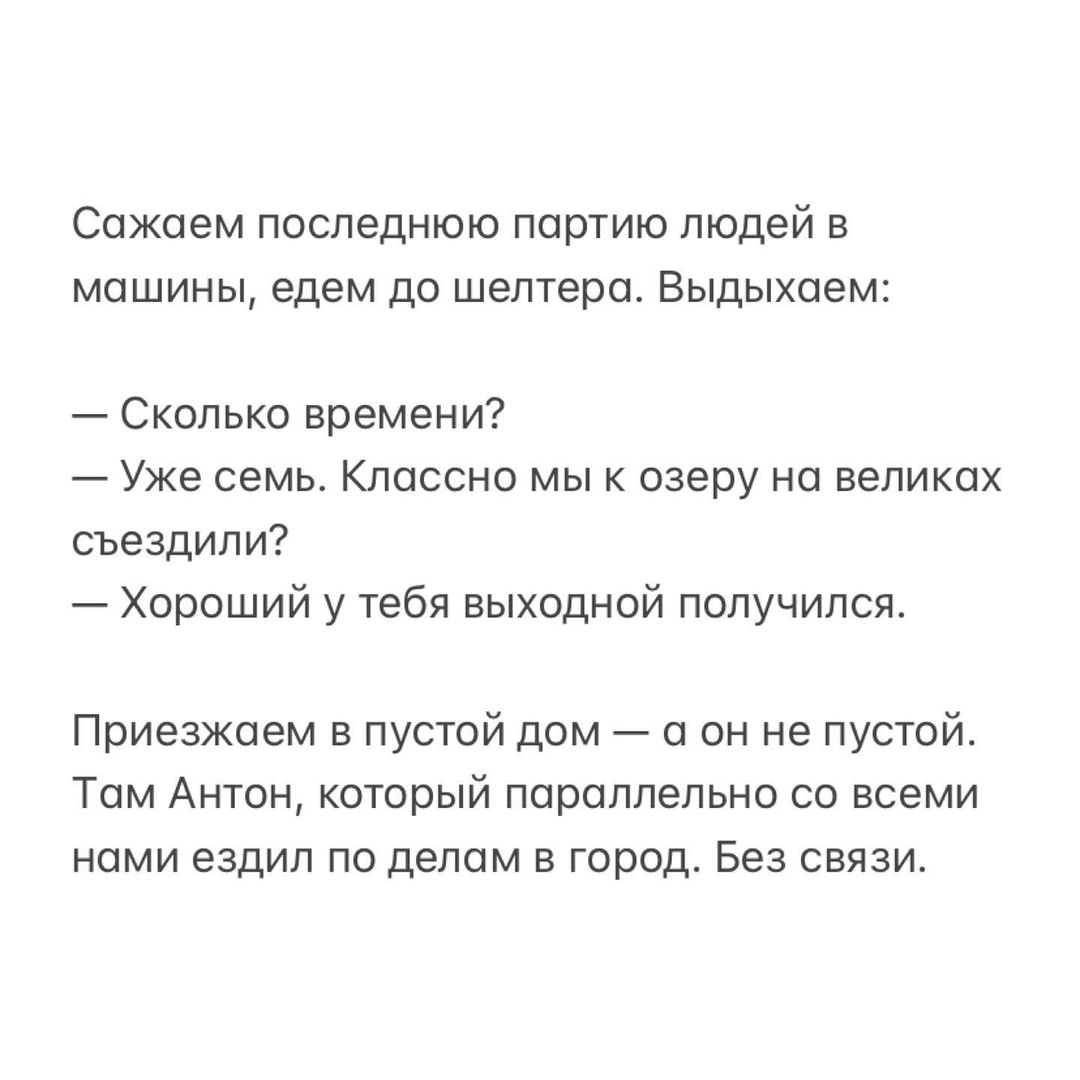 Сажаем последнюю партию людей в
машины, едем до шелтера. Выдыхаем:
— Сколько времени?
— Уже семь. Классно мы к озеру на великах
съездили?
— Хороший у тебя выходной получился.
Приезжаем в пустой дом — а он не пустой.
Там Антон, который параллельно со всеми
нами ездил по делам в город. Без связи.